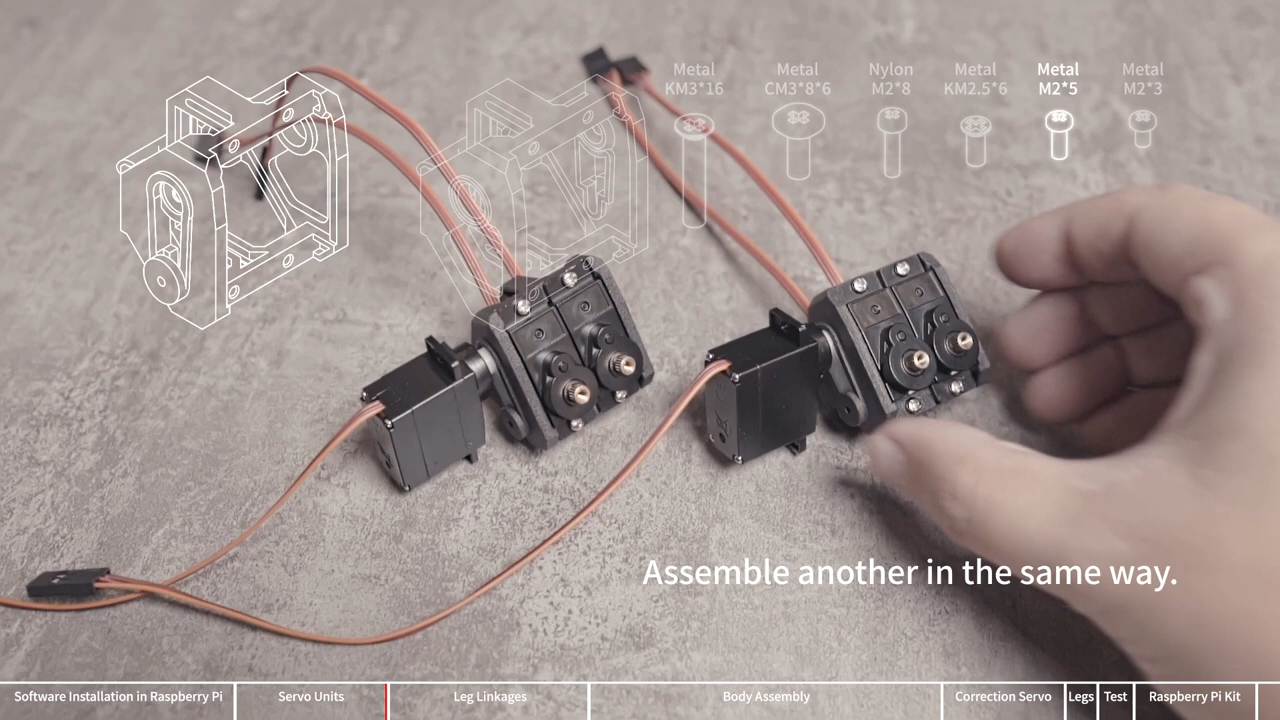 Metal
KM3*16
Metal
CM3*8*6
Nylon
M2*8
Metal
KM2.5*6
Metal
M2*5
Metal
M2*3
Assemble another in the same way.
Software Installation in Raspberry Pi
Servo Units
Leg Linkages
Body Assembly
Correction Servo
Legs
Test
Raspberry Pi Kit